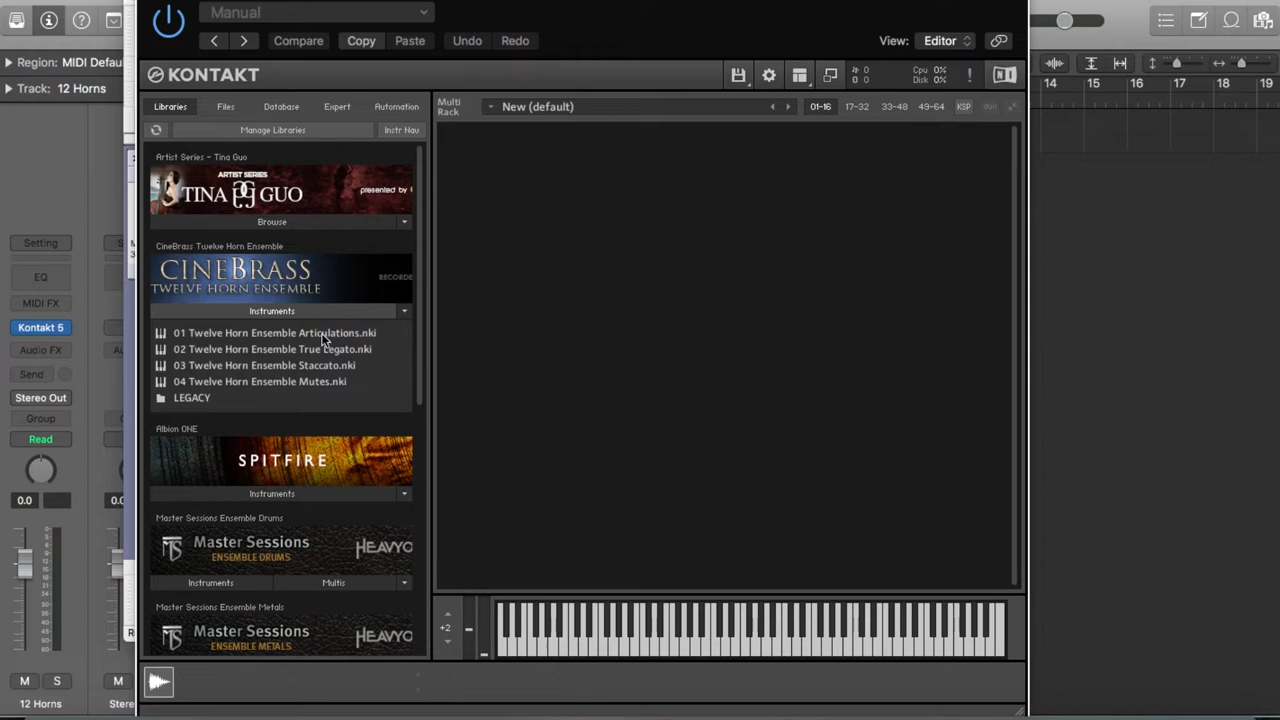 Manual
Compare
Copy
Paste
Undo
Redo
View:
Editor
Region: MIDI Defau
Track: 12 Horns
KONTAKT
Cpu 0%
Disk 0%
0
0
!
14
15
16
17
18
19
Libraries
Files
Database
Expert
Automation
Manage Libraries
Instr Nav
Multi
Rack
New (default)
01-16
17-32
33-48
49-64
KSP
Artist Series - Tina Guo
ARTIST
SERIES
TINA GUO
presented by
Browse
CineBrass Twelve Horn Ensemble
CINEBRASS
TWELVE HORN ENSEMBLE
RECORDE
Instruments
01 Twelve Horn Ensemble Articulations.nki
02 Twelve Horn Ensemble True Legato.nki
03 Twelve Horn Ensemble Staccato.nki
04 Twelve Horn Ensemble Mutes.nki
LEGACY
Albion ONE
SPITFIRE
Instruments
Master Sessions Ensemble Drums
Master Sessions
ENSEMBLE DRUMS
HEAVYO
Instruments
Multis
Master Sessions Ensemble Metals
Master Sessions
ENSEMBLE METALS
HEAVYO
+2
Setting
EQ
MIDI FX
Kontakt 5
Audio FX
Send
Stereo Out
Group
Read
0.0
0.0
M
S
M
12 Horns
Stere